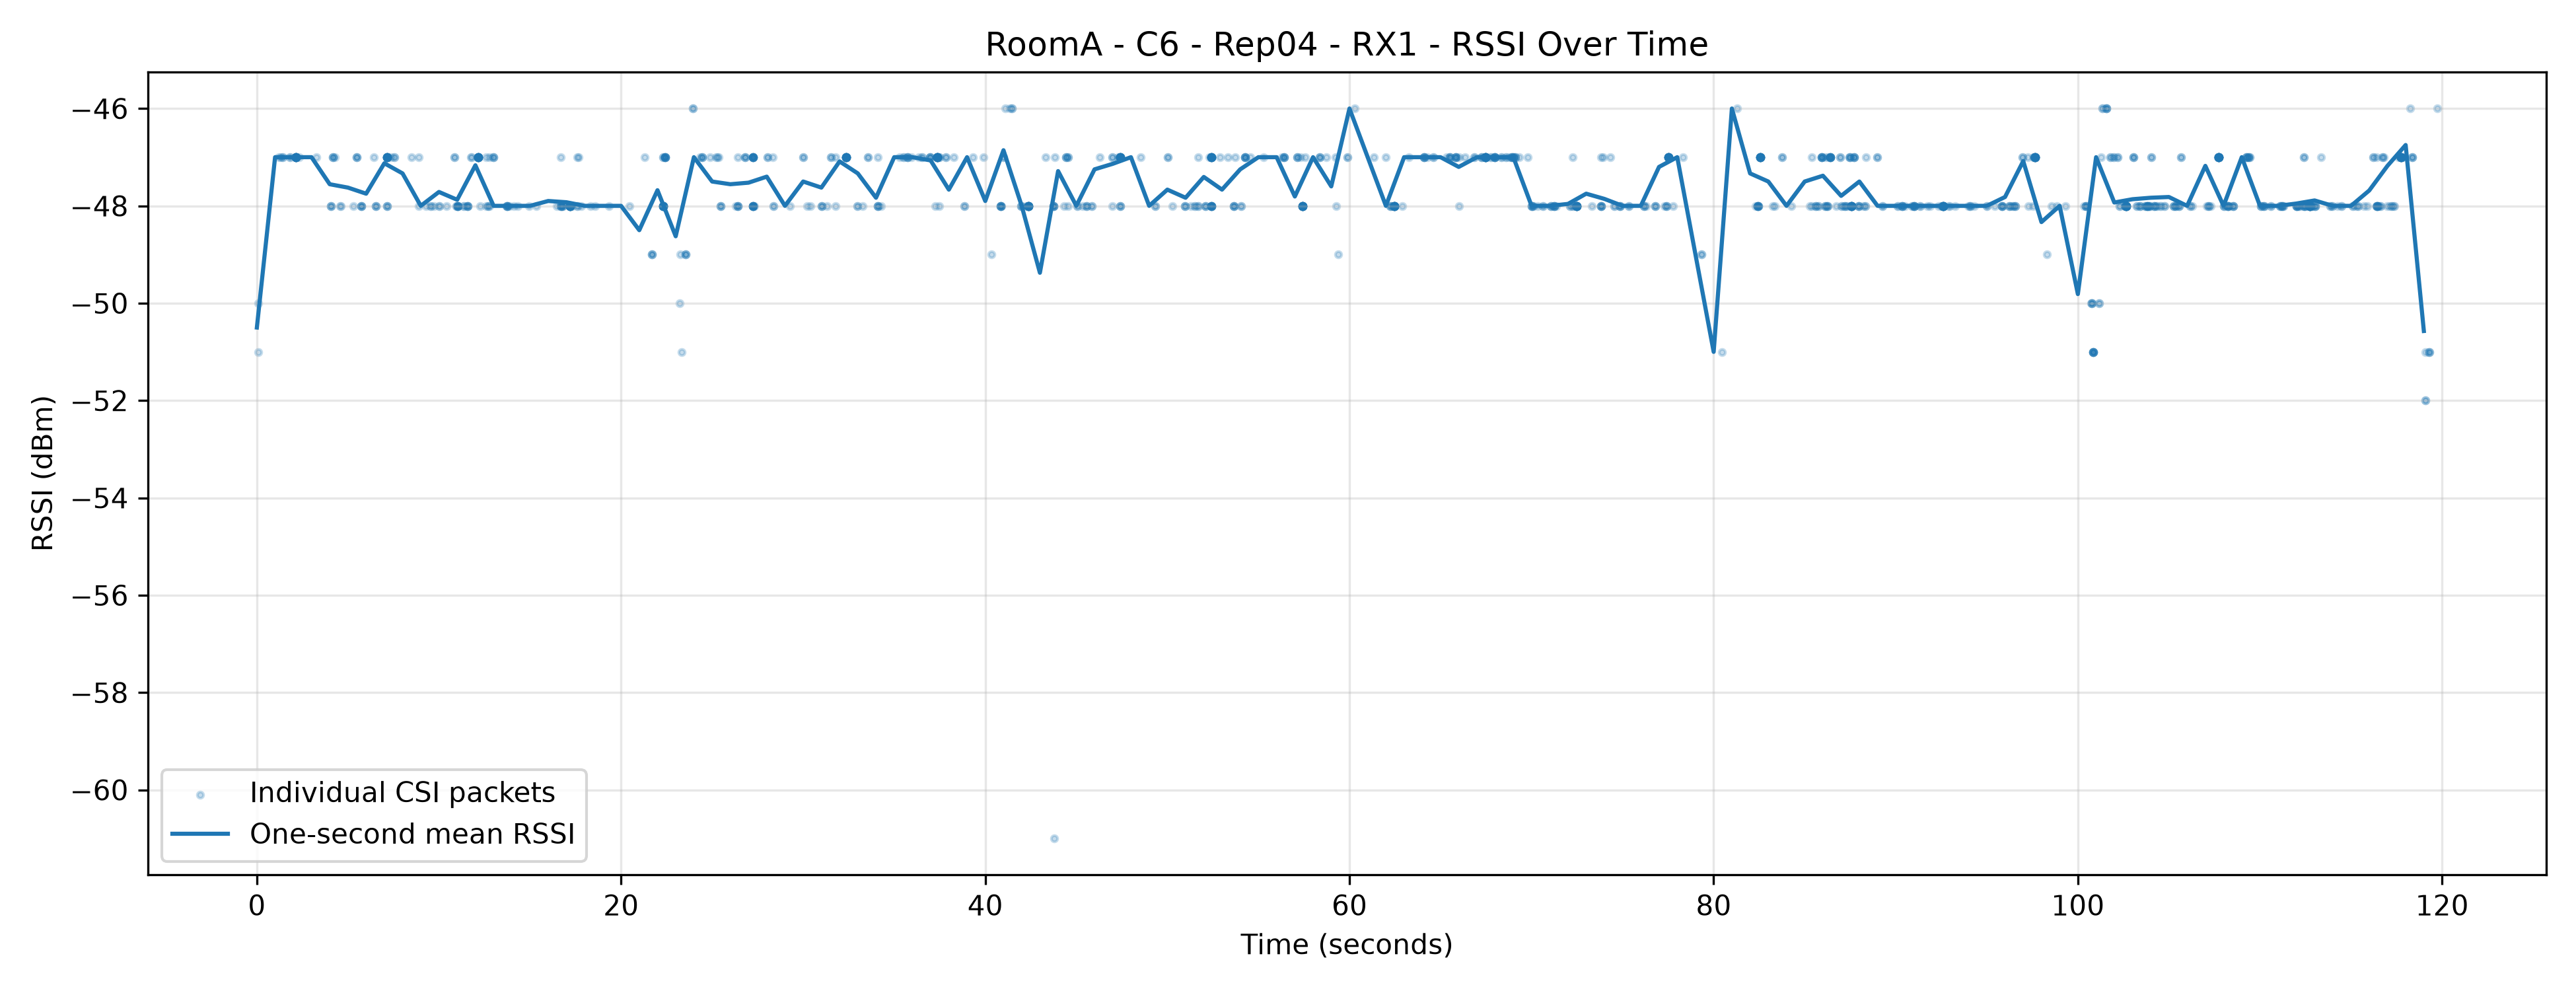 RoomA - C6 - Rep04 - RX1 - RSSI Over Time
RSSI (dBm)
−46
−48
−50
−52
−54
−56
−58
−60
Individual CSI packets
One-second mean RSSI
0 20 40 60 80 100 120
Time (seconds)